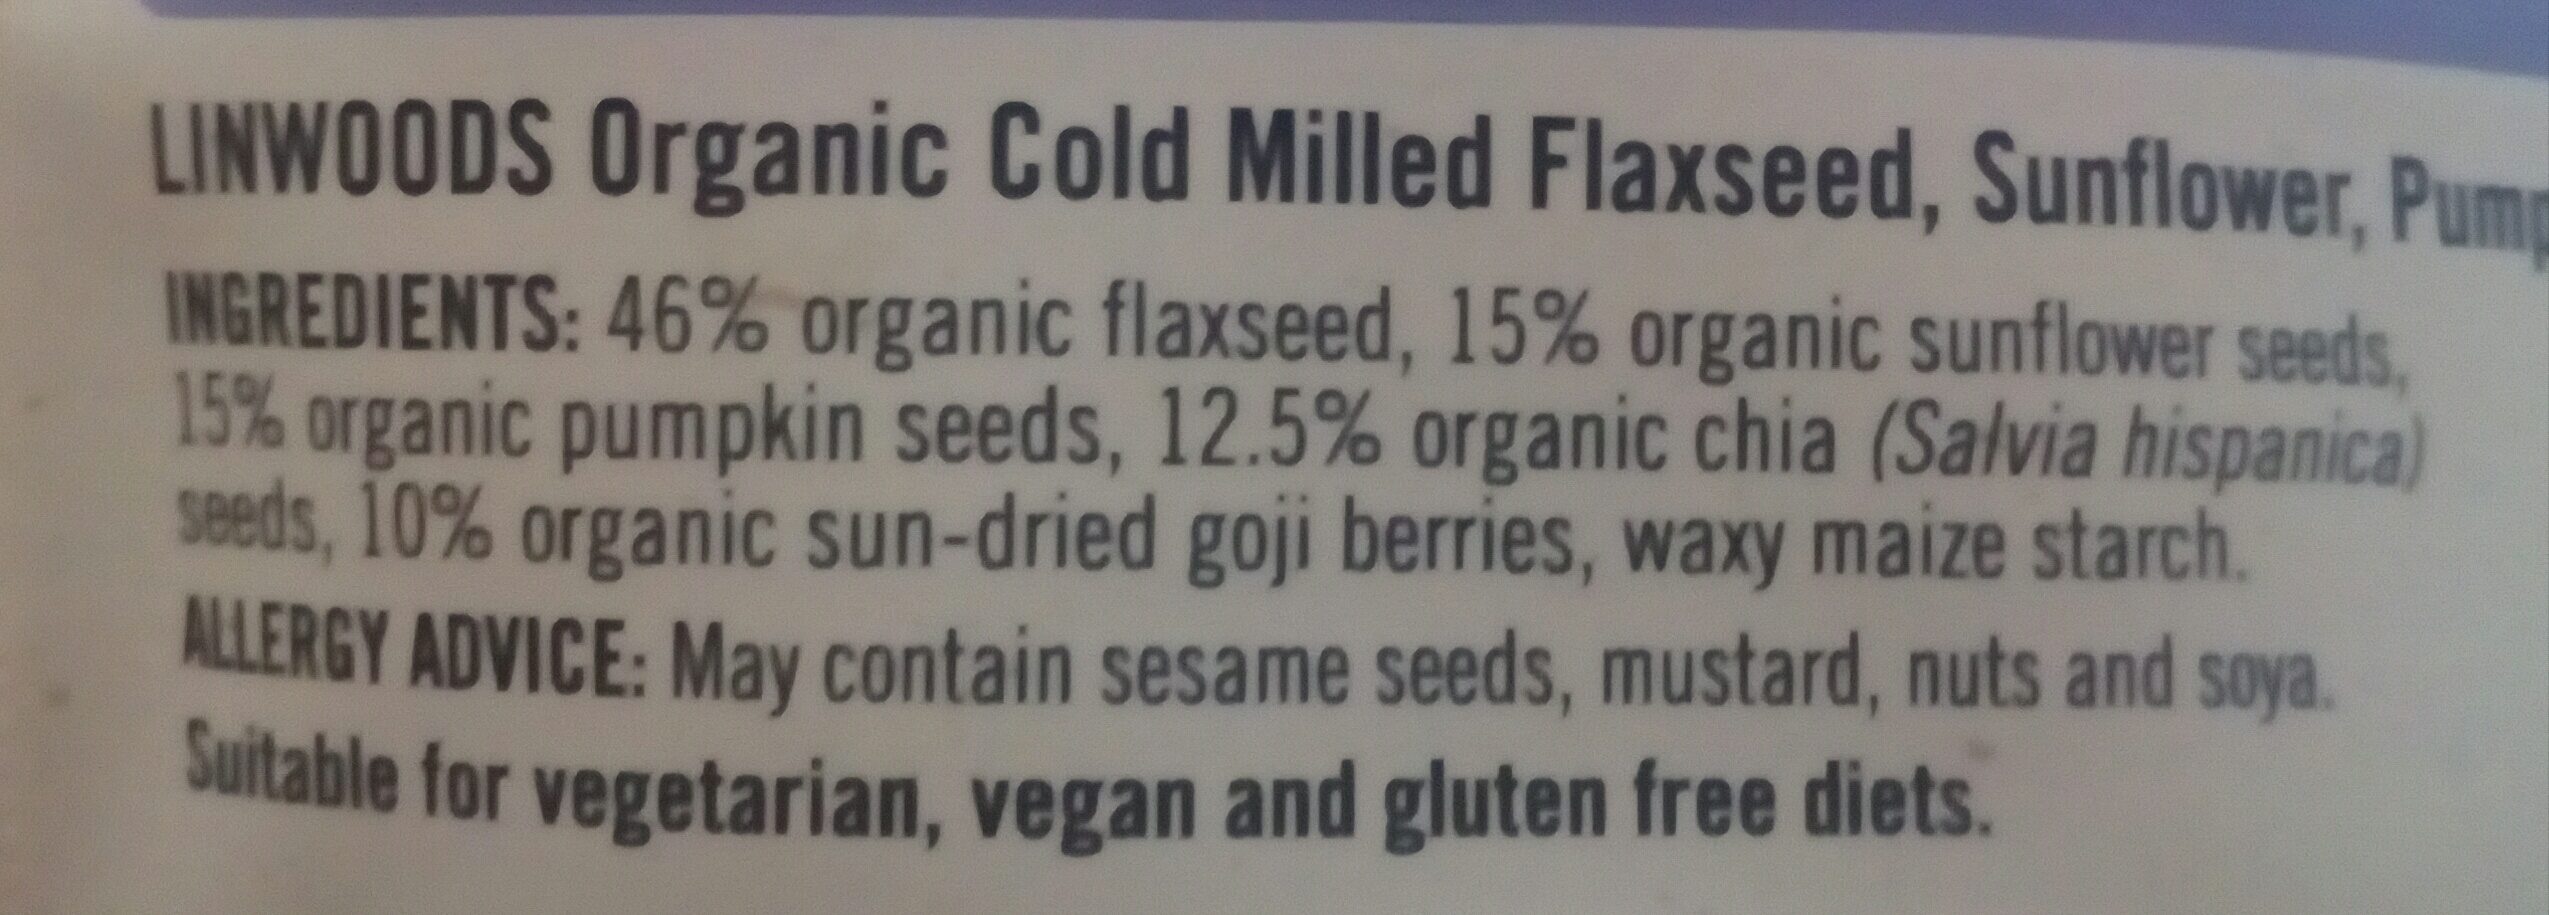 LINWOODS Organic Cold Milled Flaxseed, Sunflower,
INGREDIENTS: 46% organic flaxseed, 15% organic sunflower seeds,
15% organic pumpkin seeds, 12.5% organic chia (Salvia hispanica)
seeds, 10% organic sun-dried goji berries, waxy maize starch.
ALLERGY ADVICE: May contain sesame seeds, mustard, nuts and soya.
Suitable for vegetarian, vegan and gluten free diets.